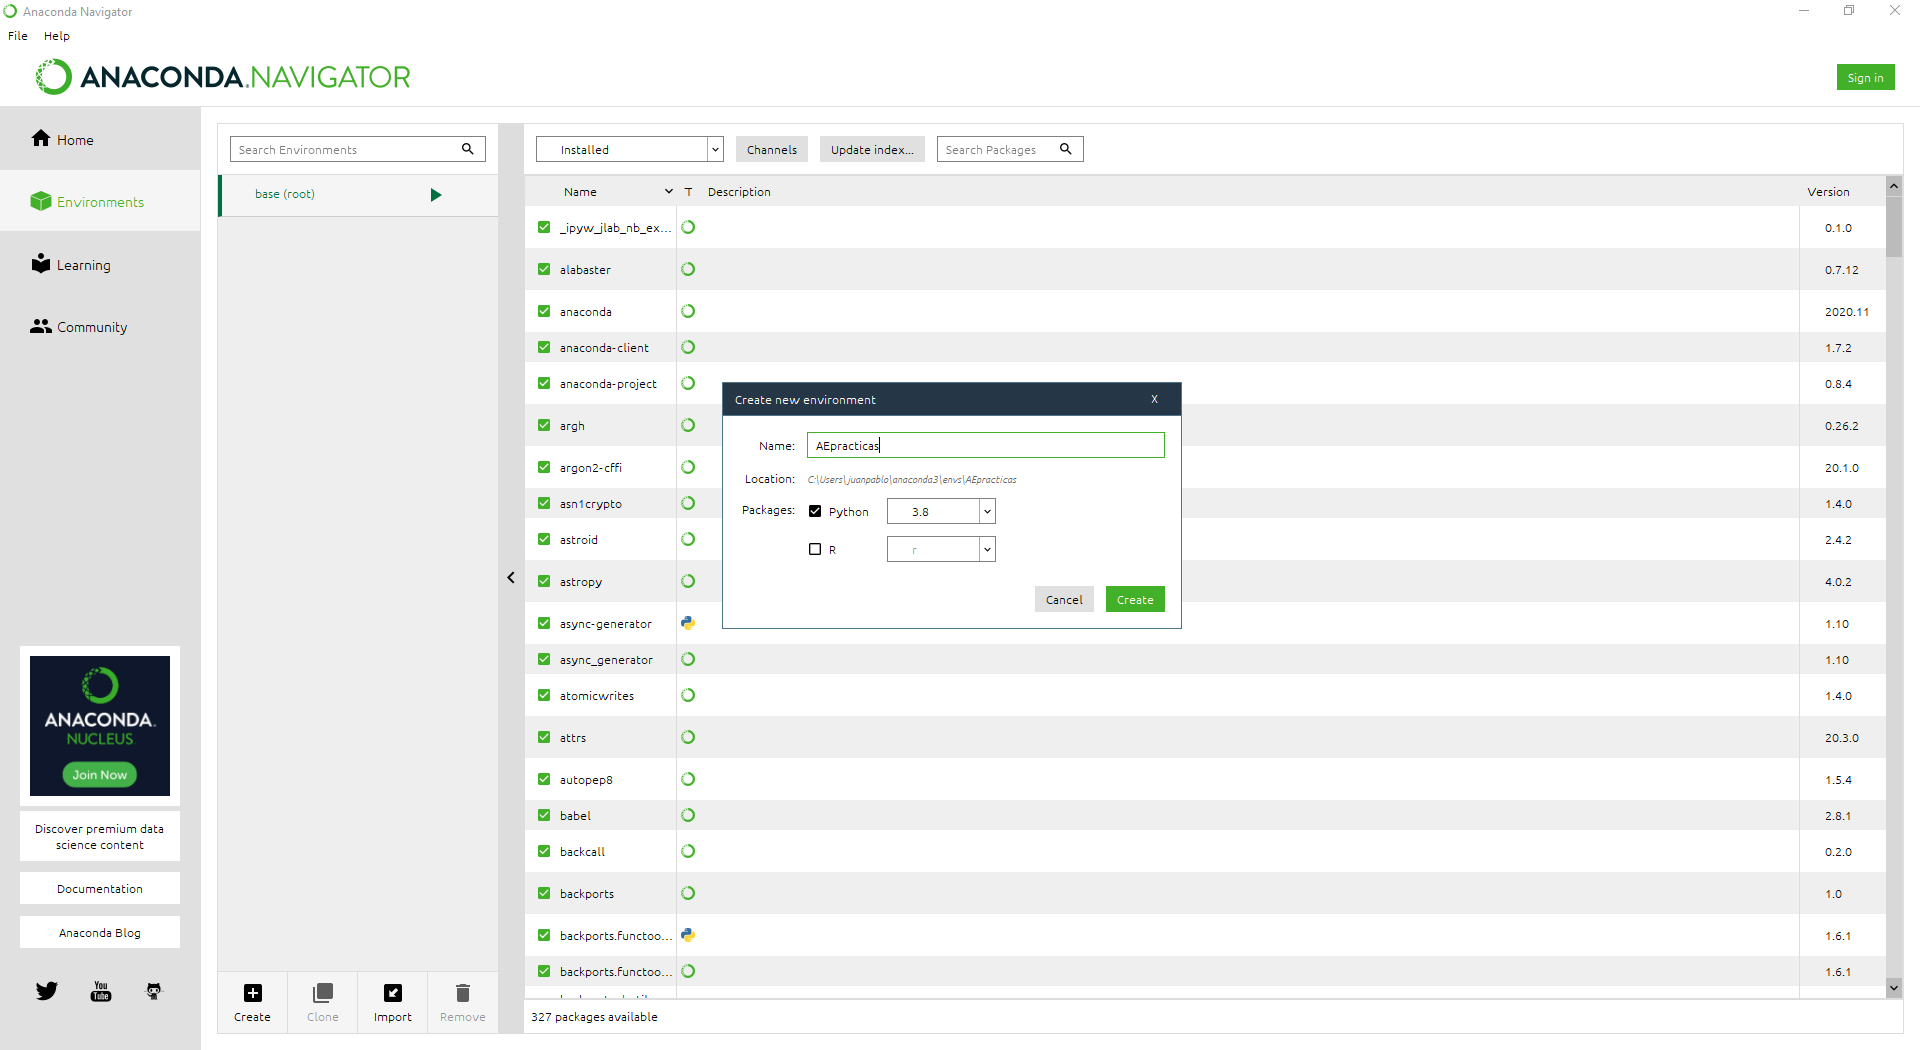 Anaconda Navigator
File Help
ANACONDA.NAVIGATOR
Sign in
Home
Environments
Learning
Community
ANACONDA.
NUCLEUS
Join Now
Discover premium data
science content
Documentation
Anaconda Blog
You
Tube
Search Environments
base (root)
Create
Clone
Import
Remove
Installed
Channels
Update index...
Search Packages
Name T Description Version
_ipyw_jlab_nb_ex... 0.1.0
alabaster 0.7.12
anaconda 2020.11
anaconda-client 1.7.2
anaconda-project 0.8.4
argh 0.26.2
argon2-cffi 20.1.0
asn1crypto 1.4.0
astroid 2.4.2
astropy 4.0.2
async-generator 1.10
async_generator 1.10
atomicwrites 1.4.0
attrs 20.3.0
autopep8 1.5.4
babel 2.8.1
backcall 0.2.0
backports 1.0
backports.functoo... 1.6.1
backports.functoo... 1.6.1
327 packages available
Create new environment X
Name: AEpracticas
Location: C:\Users\juanpablo\anaconda3\envs\AEpracticas
Packages: Python 3.8
R r
Cancel Create